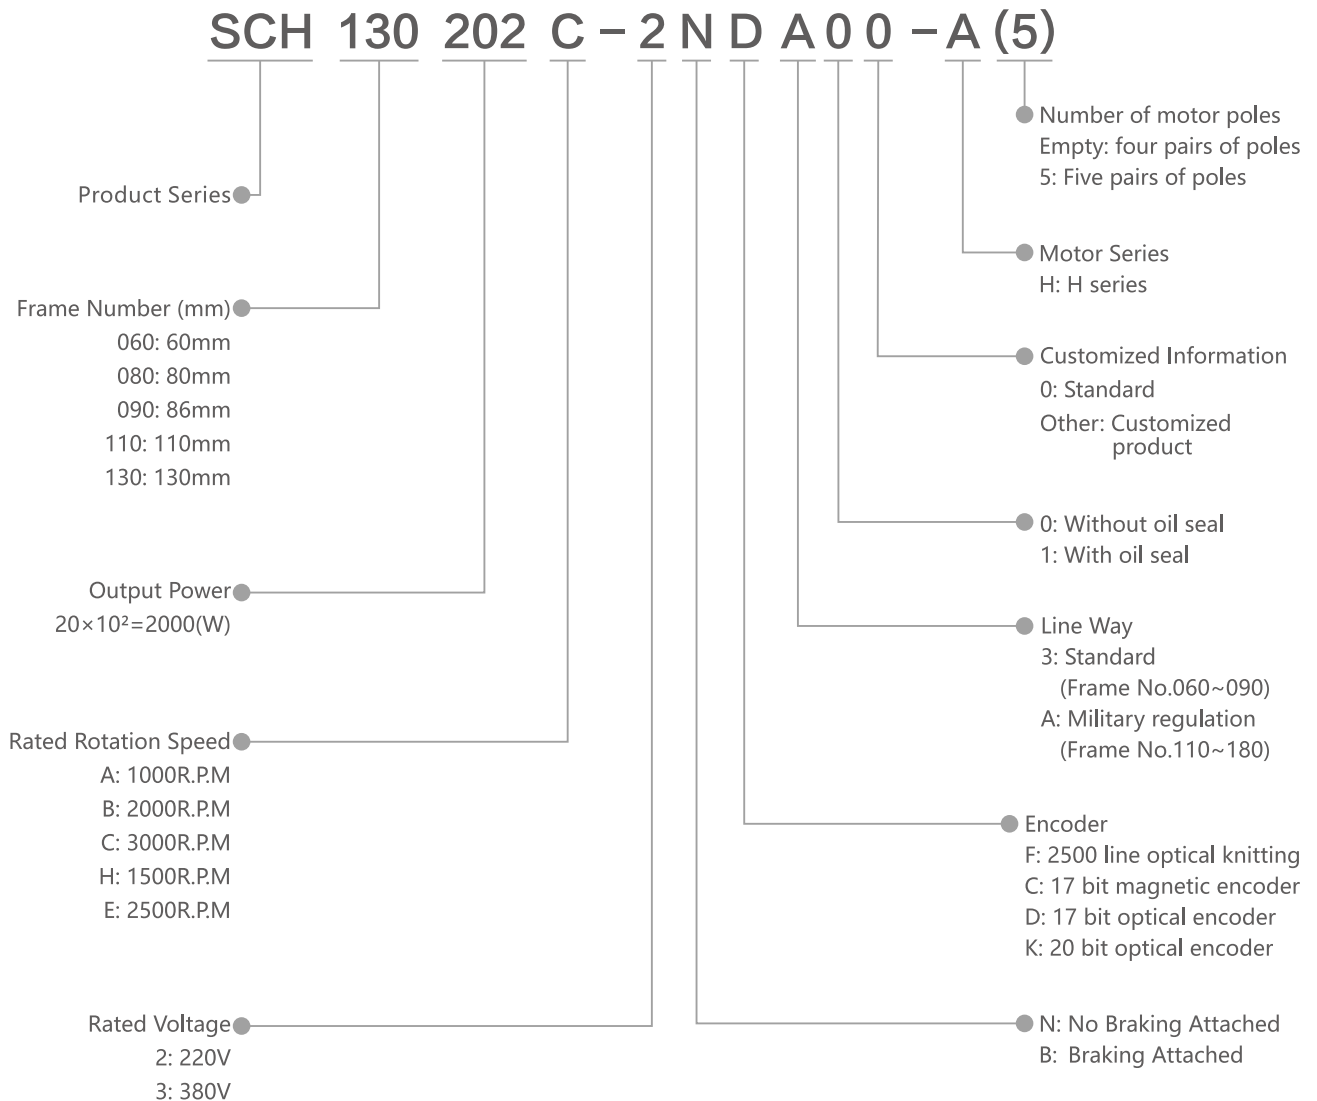 SCH 130 202 C - 2 N D A 0 0 - A (5)
Product Series
Frame Number (mm)
060: 60mm
080: 80mm
090: 86mm
110: 110mm
130: 130mm
Output Power
20×10²=2000(W)
Rated Rotation Speed
A: 1000R.P.M
B: 2000R.P.M
C: 3000R.P.M
H: 1500R.P.M
E: 2500R.P.M
Rated Voltage
2: 220V
3: 380V
Number of motor poles
Empty: four pairs of poles
5: Five pairs of poles
Motor Series
H: H series
Customized Information
0: Standard
Other: Customized
product
0: Without oil seal
1: With oil seal
Line Way
3: Standard
(Frame No.060~090)
A: Military regulation
(Frame No.110~180)
Encoder
F: 2500 line optical knitting
C: 17 bit magnetic encoder
D: 17 bit optical encoder
K: 20 bit optical encoder
N: No Braking Attached
B: Braking Attached